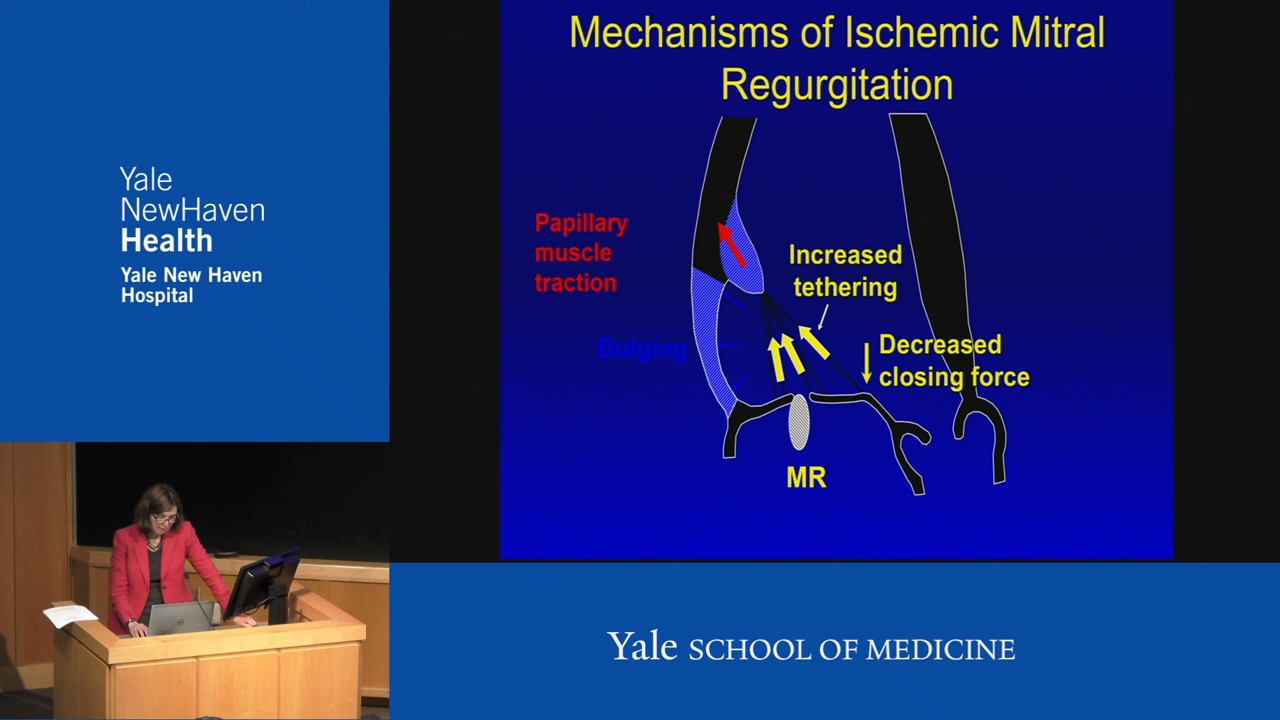 Yale
NewHaven
Health
Yale New Haven
Hospital
Mechanisms of Ischemic Mitral
Regurgitation
Papillary
muscle
traction
Increased
tethering
Bulging
Decreased
closing force
MR
Yale SCHOOL OF MEDICINE